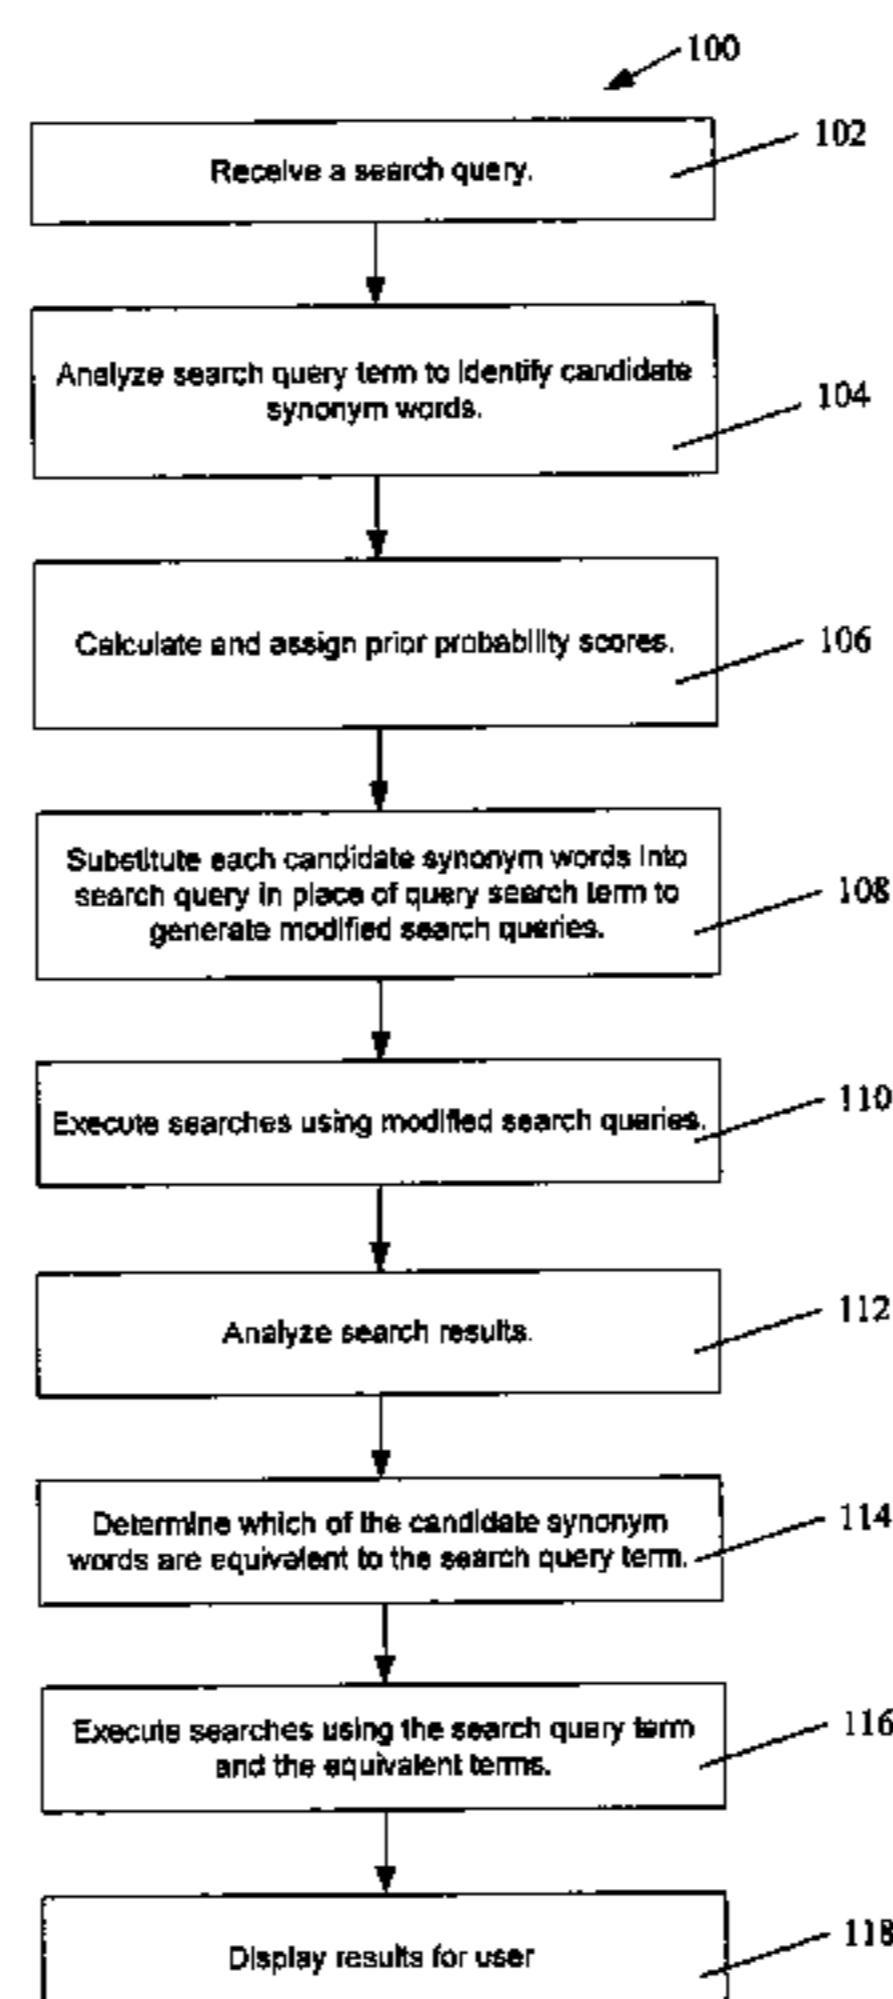 100
Receive a search query.
102
Analyze search query term to identify candidate
synonym words.
104
Calculate and assign prior probability scores.
106
Substitute each candidate synonym words into
search query in place of query search term to
generate modified search queries.
108
Execute searches using modified search queries.
110
Analyze search results.
112
Determine which of the candidate synonym
words are equivalent to the search query term.
114
Execute searches using the search query term
and the equivalent terms.
116
Display results for user
118